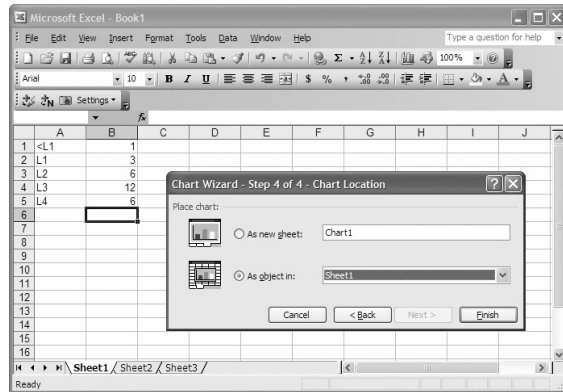 Microsoft Excel - Book1
File Edit View Insert Format Tools Data Window Help Type a question for help
100%
Arial 10 B I U $ % ,
Settings
fx
A B C D E F G H I J
1 <L1 1
2 L1 3
3 L2 6
4 L3 12
5 L4 6
6
7
8
9
10
11
12
13
14
15
16
Chart Wizard - Step 4 of 4 - Chart Location
Place chart:
As new sheet: Chart1
As object in: Sheet1
Cancel < Back Next > Finish
Sheet1 / Sheet2 / Sheet3 /
Ready